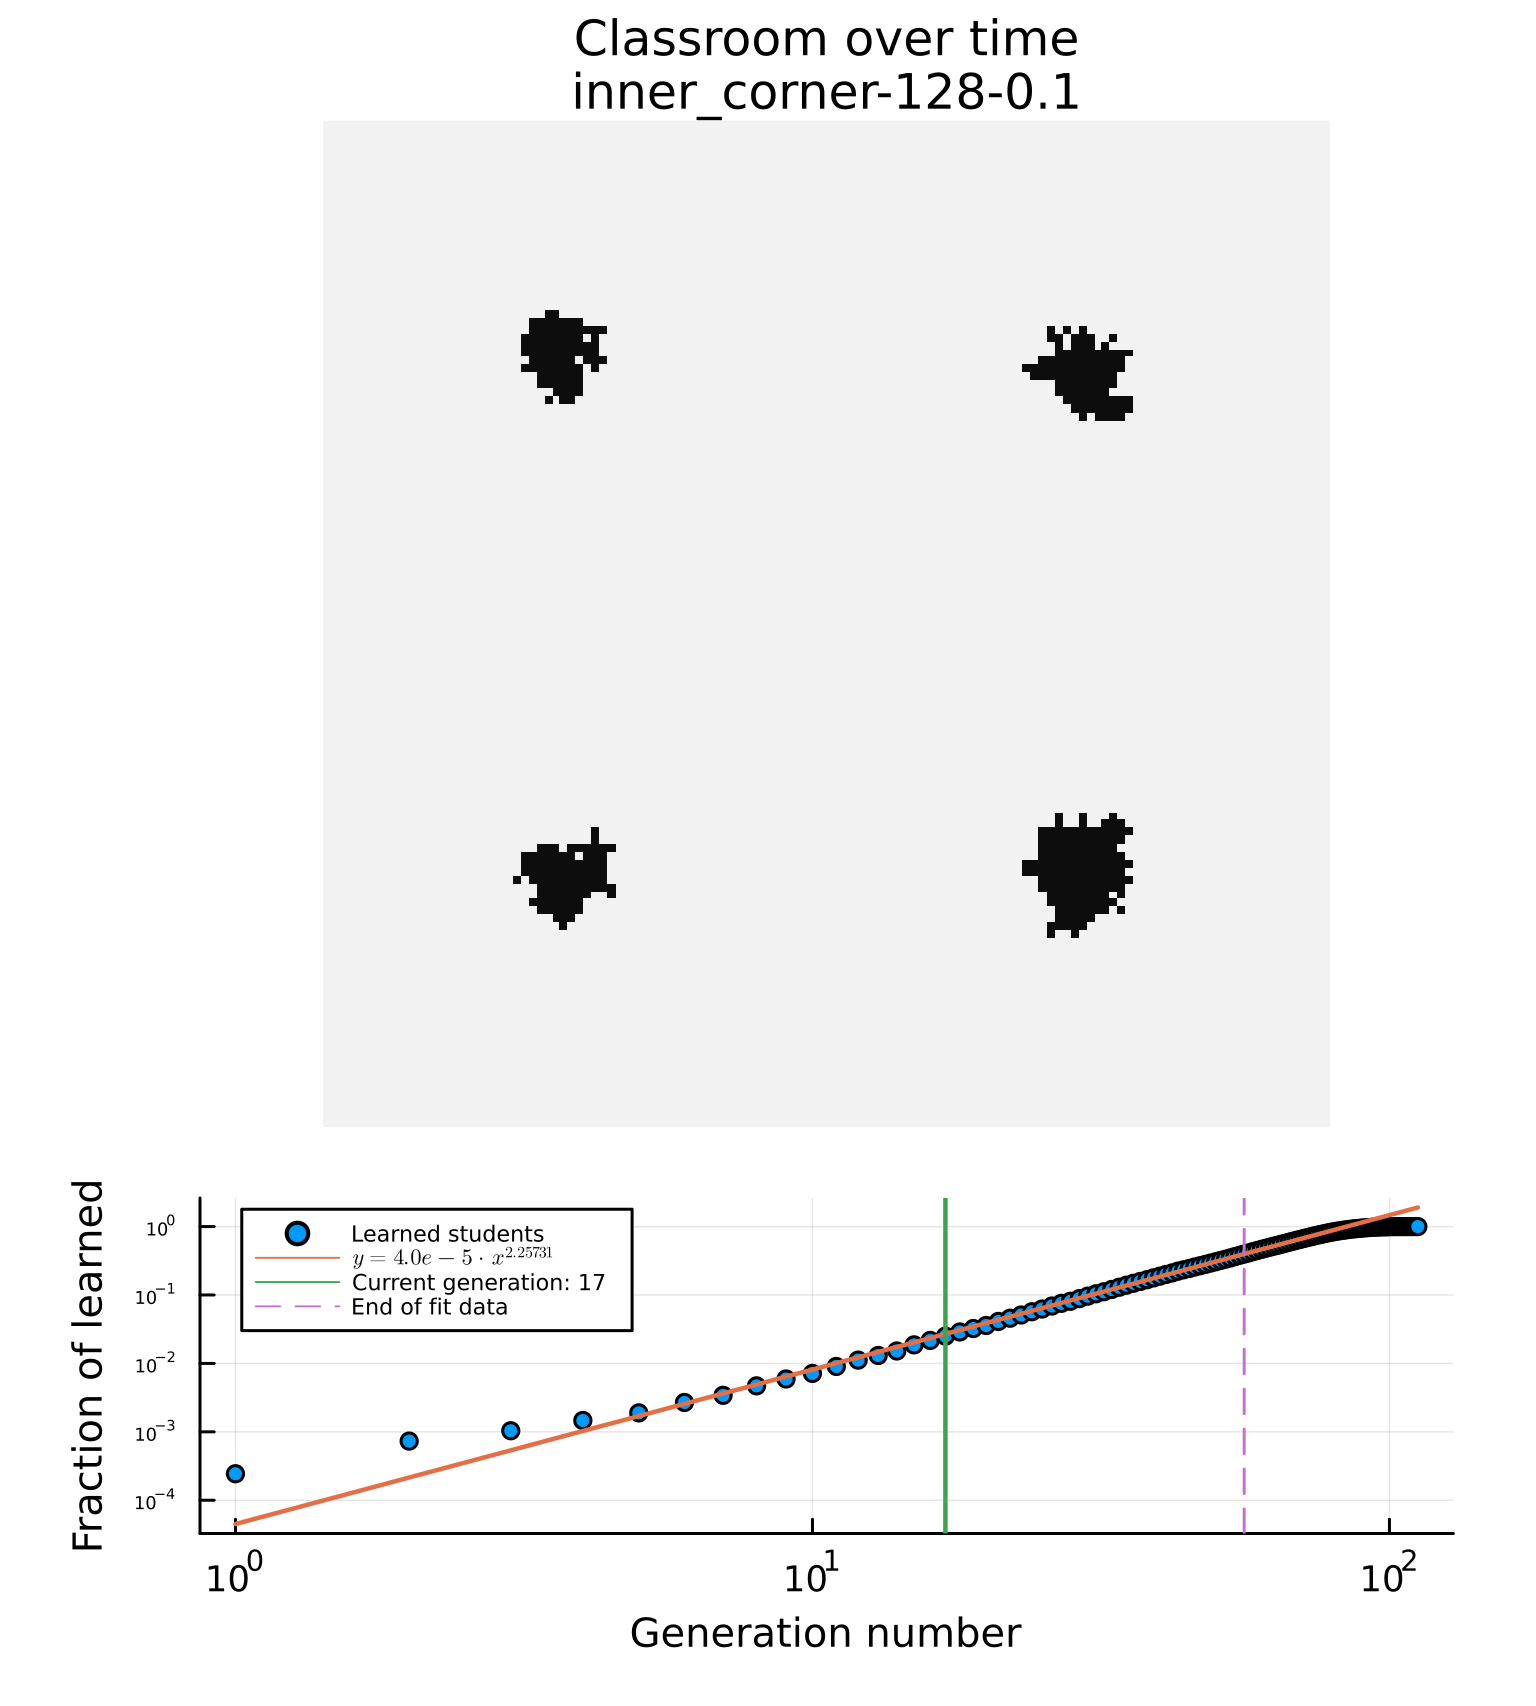 Classroom over time
inner_corner-128-0.1
Fraction of learned
10^0
10^-1
10^-2
10^-3
10^-4
Learned students
y = 4.0e − 5 · x^2.25731
Current generation: 17
End of fit data
10^0 10^1 10^2
Generation number